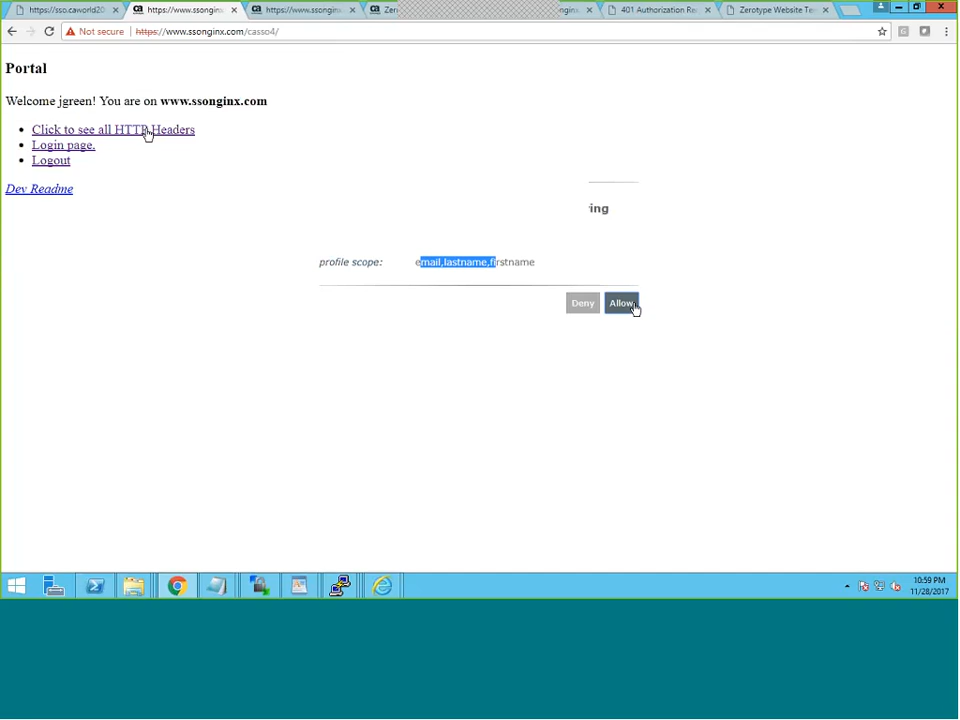 https://sso.caworld20 https://www.ssonginx https://www.ssonginx Zer nginx 401 Authorization Re Zerotype Website Te
Not secure https://www.ssonginx.com/casso4/
Portal
Welcome jgreen! You are on www.ssonginx.com
Click to see all HTTP Headers
Login page.
Logout
Dev Readme
ring
profile scope: email,lastname,firstname
Deny Allow
10:59 PM
11/28/2017